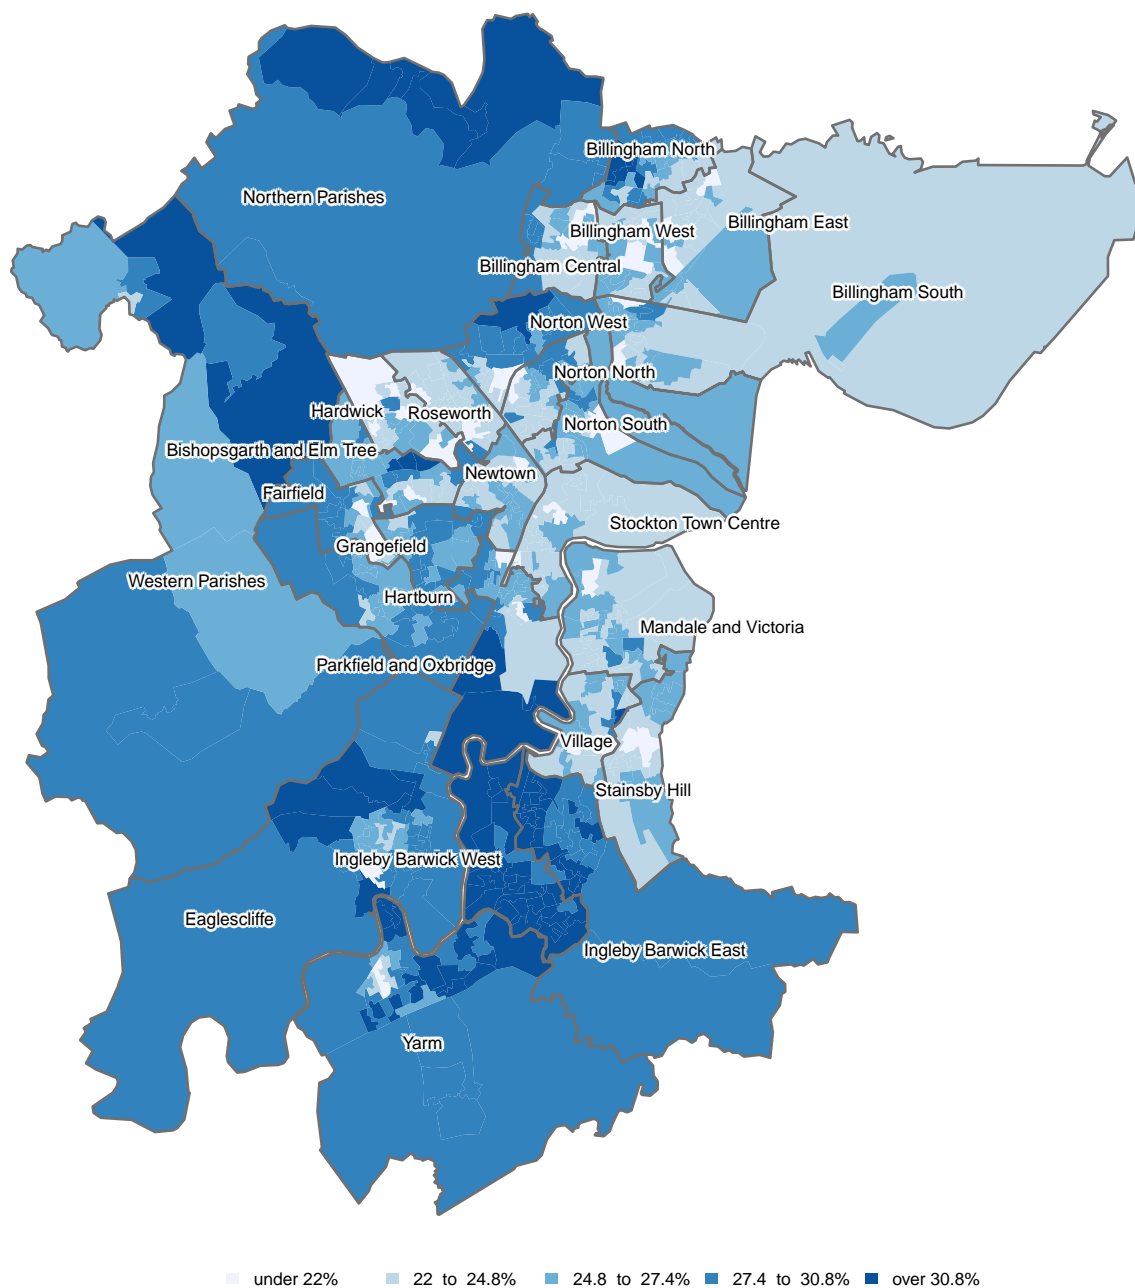 Billingham North
Northern Parishes
Billingham East
Billingham West
Billingham Central
Billingham South
Norton West
Norton North
Hardwick
Roseworth
Norton South
Bishopsgarth and Elm Tree
Newtown
Fairfield
Stockton Town Centre
Grangefield
Western Parishes
Hartburn
Mandale and Victoria
Parkfield and Oxbridge
Village
Stainsby Hill
Ingleby Barwick West
Eaglescliffe
Ingleby Barwick East
Yarm
under 22% 22 to 24.8% 24.8 to 27.4% 27.4 to 30.8% over 30.8%